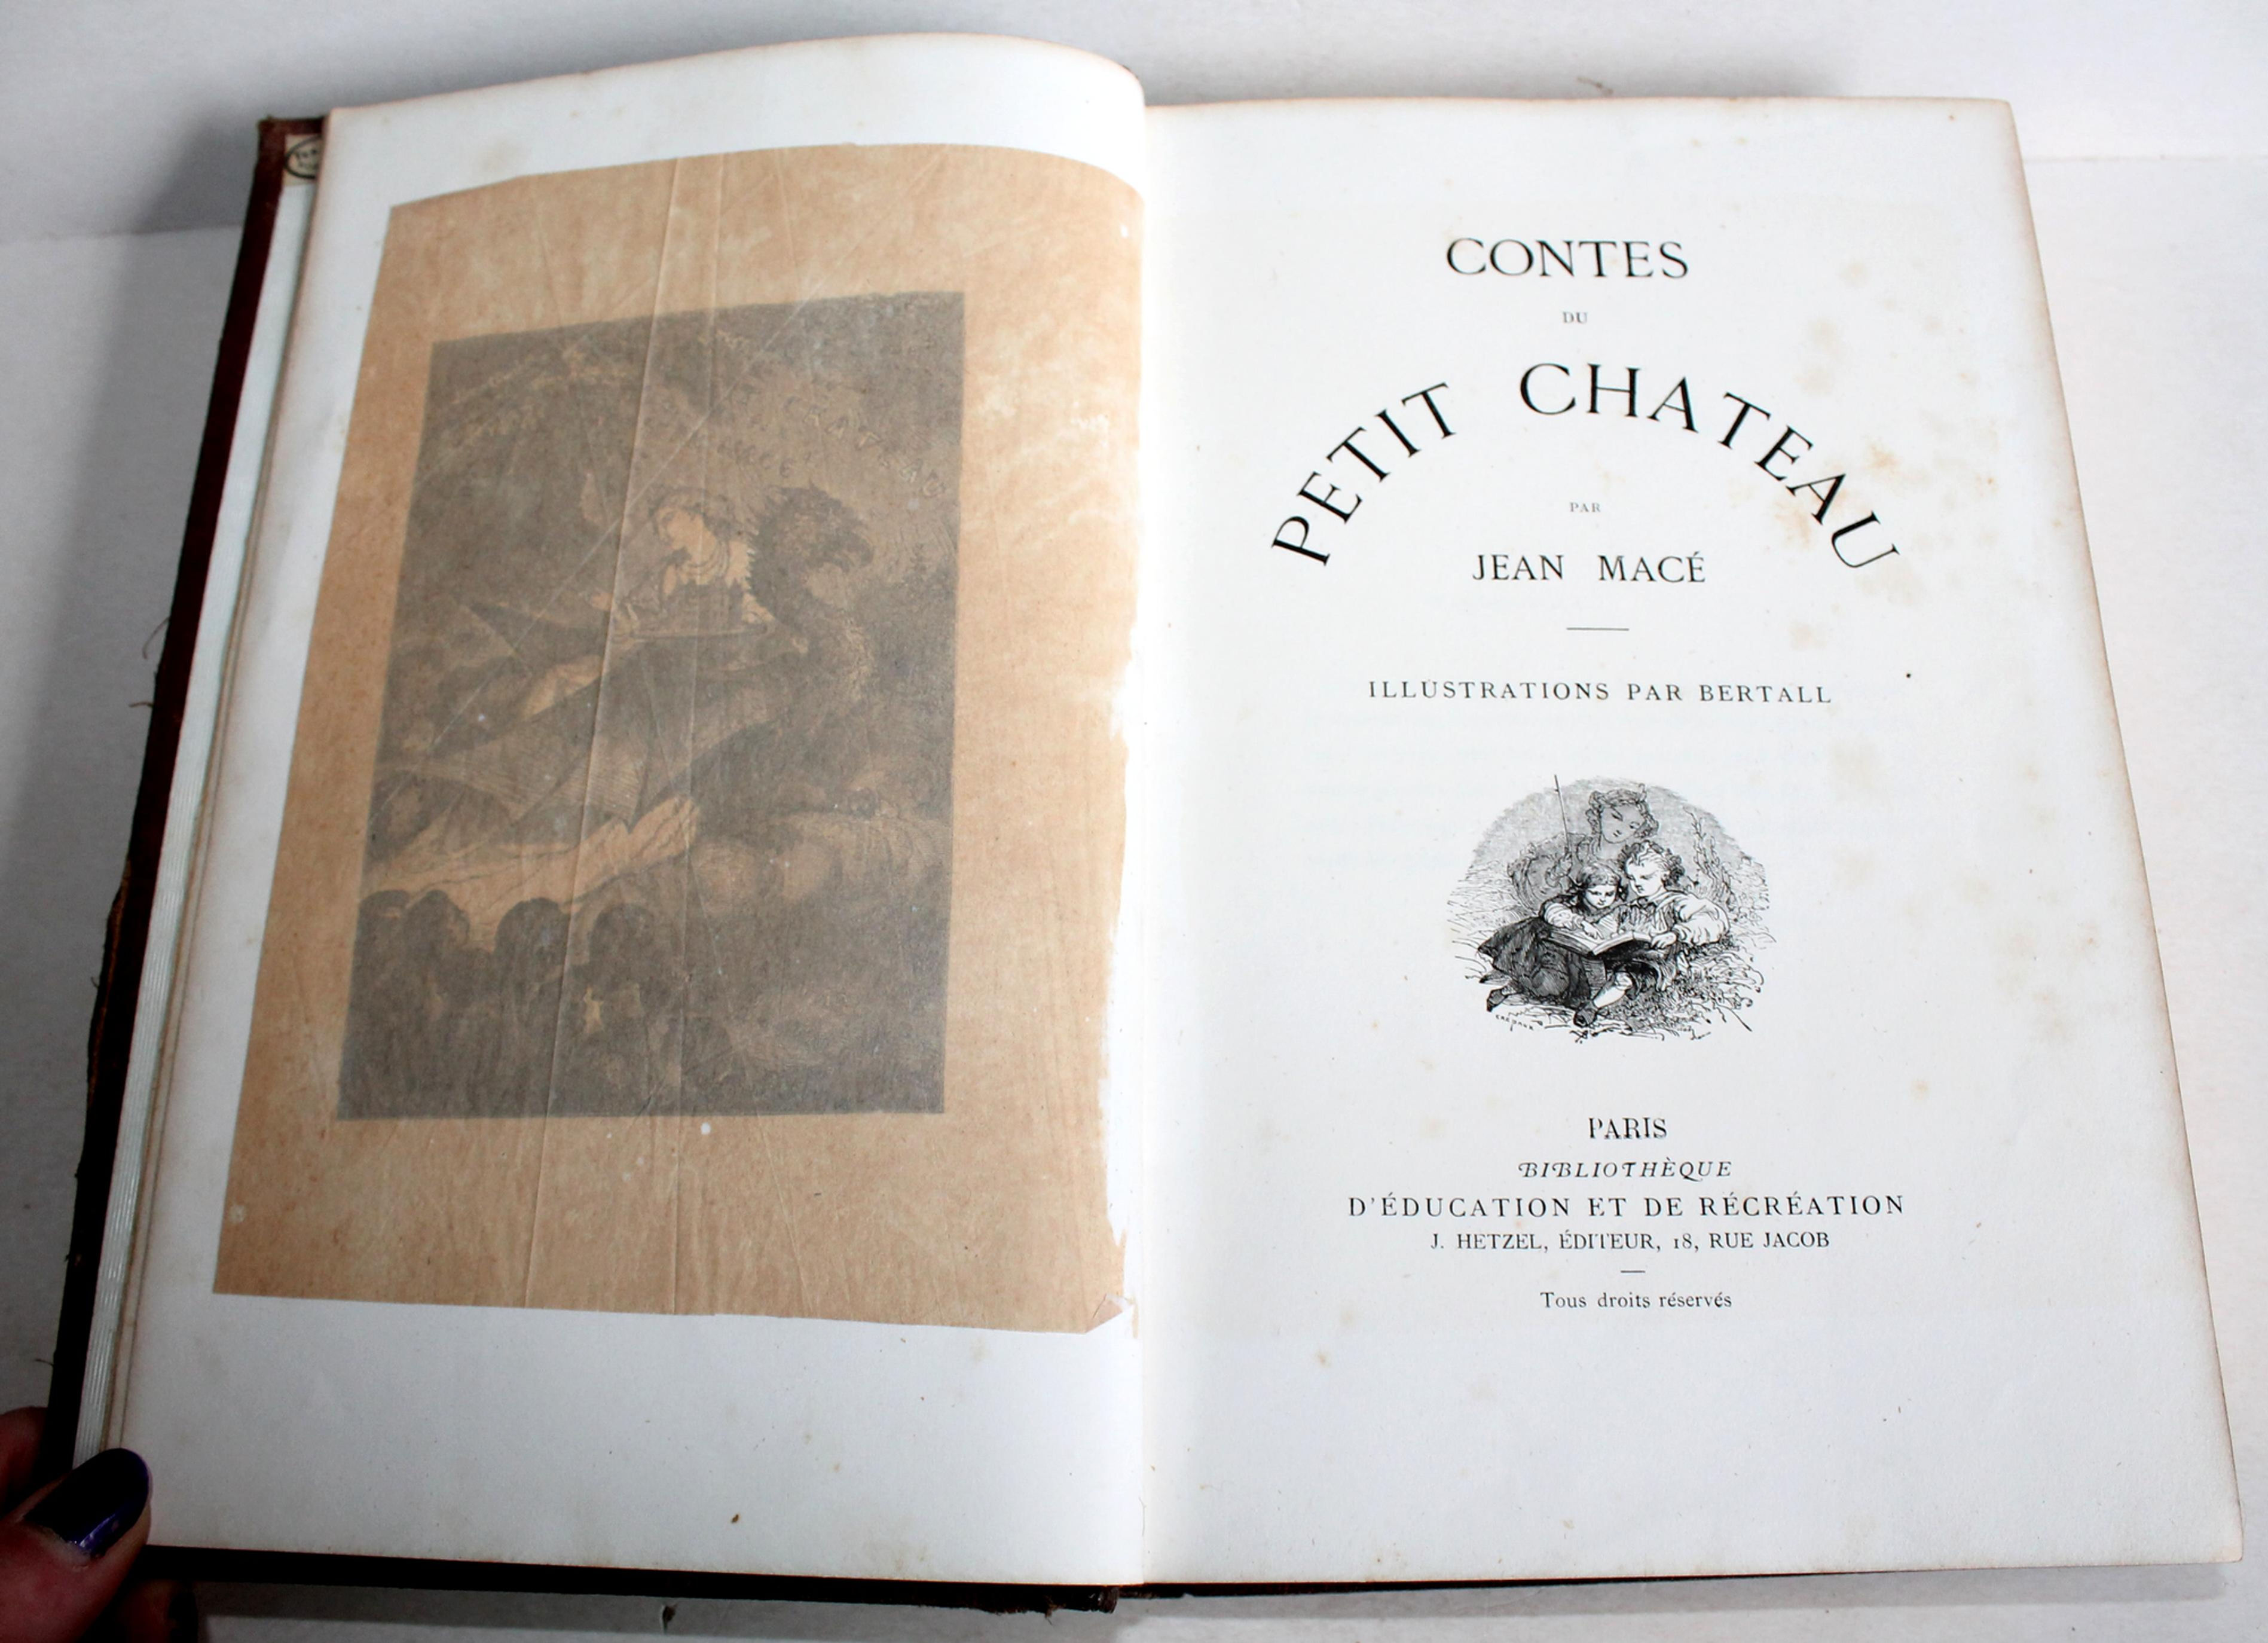 CONTES
DU
PETIT CHATEAU
PAR
JEAN MACÉ
ILLUSTRATIONS PAR BERTALL
PARIS
BIBLIOTHÈQUE
D'ÉDUCATION ET DE RÉCRÉATION
J. HETZEL, ÉDITEUR, 18, RUE JACOB
Tous droits réservés